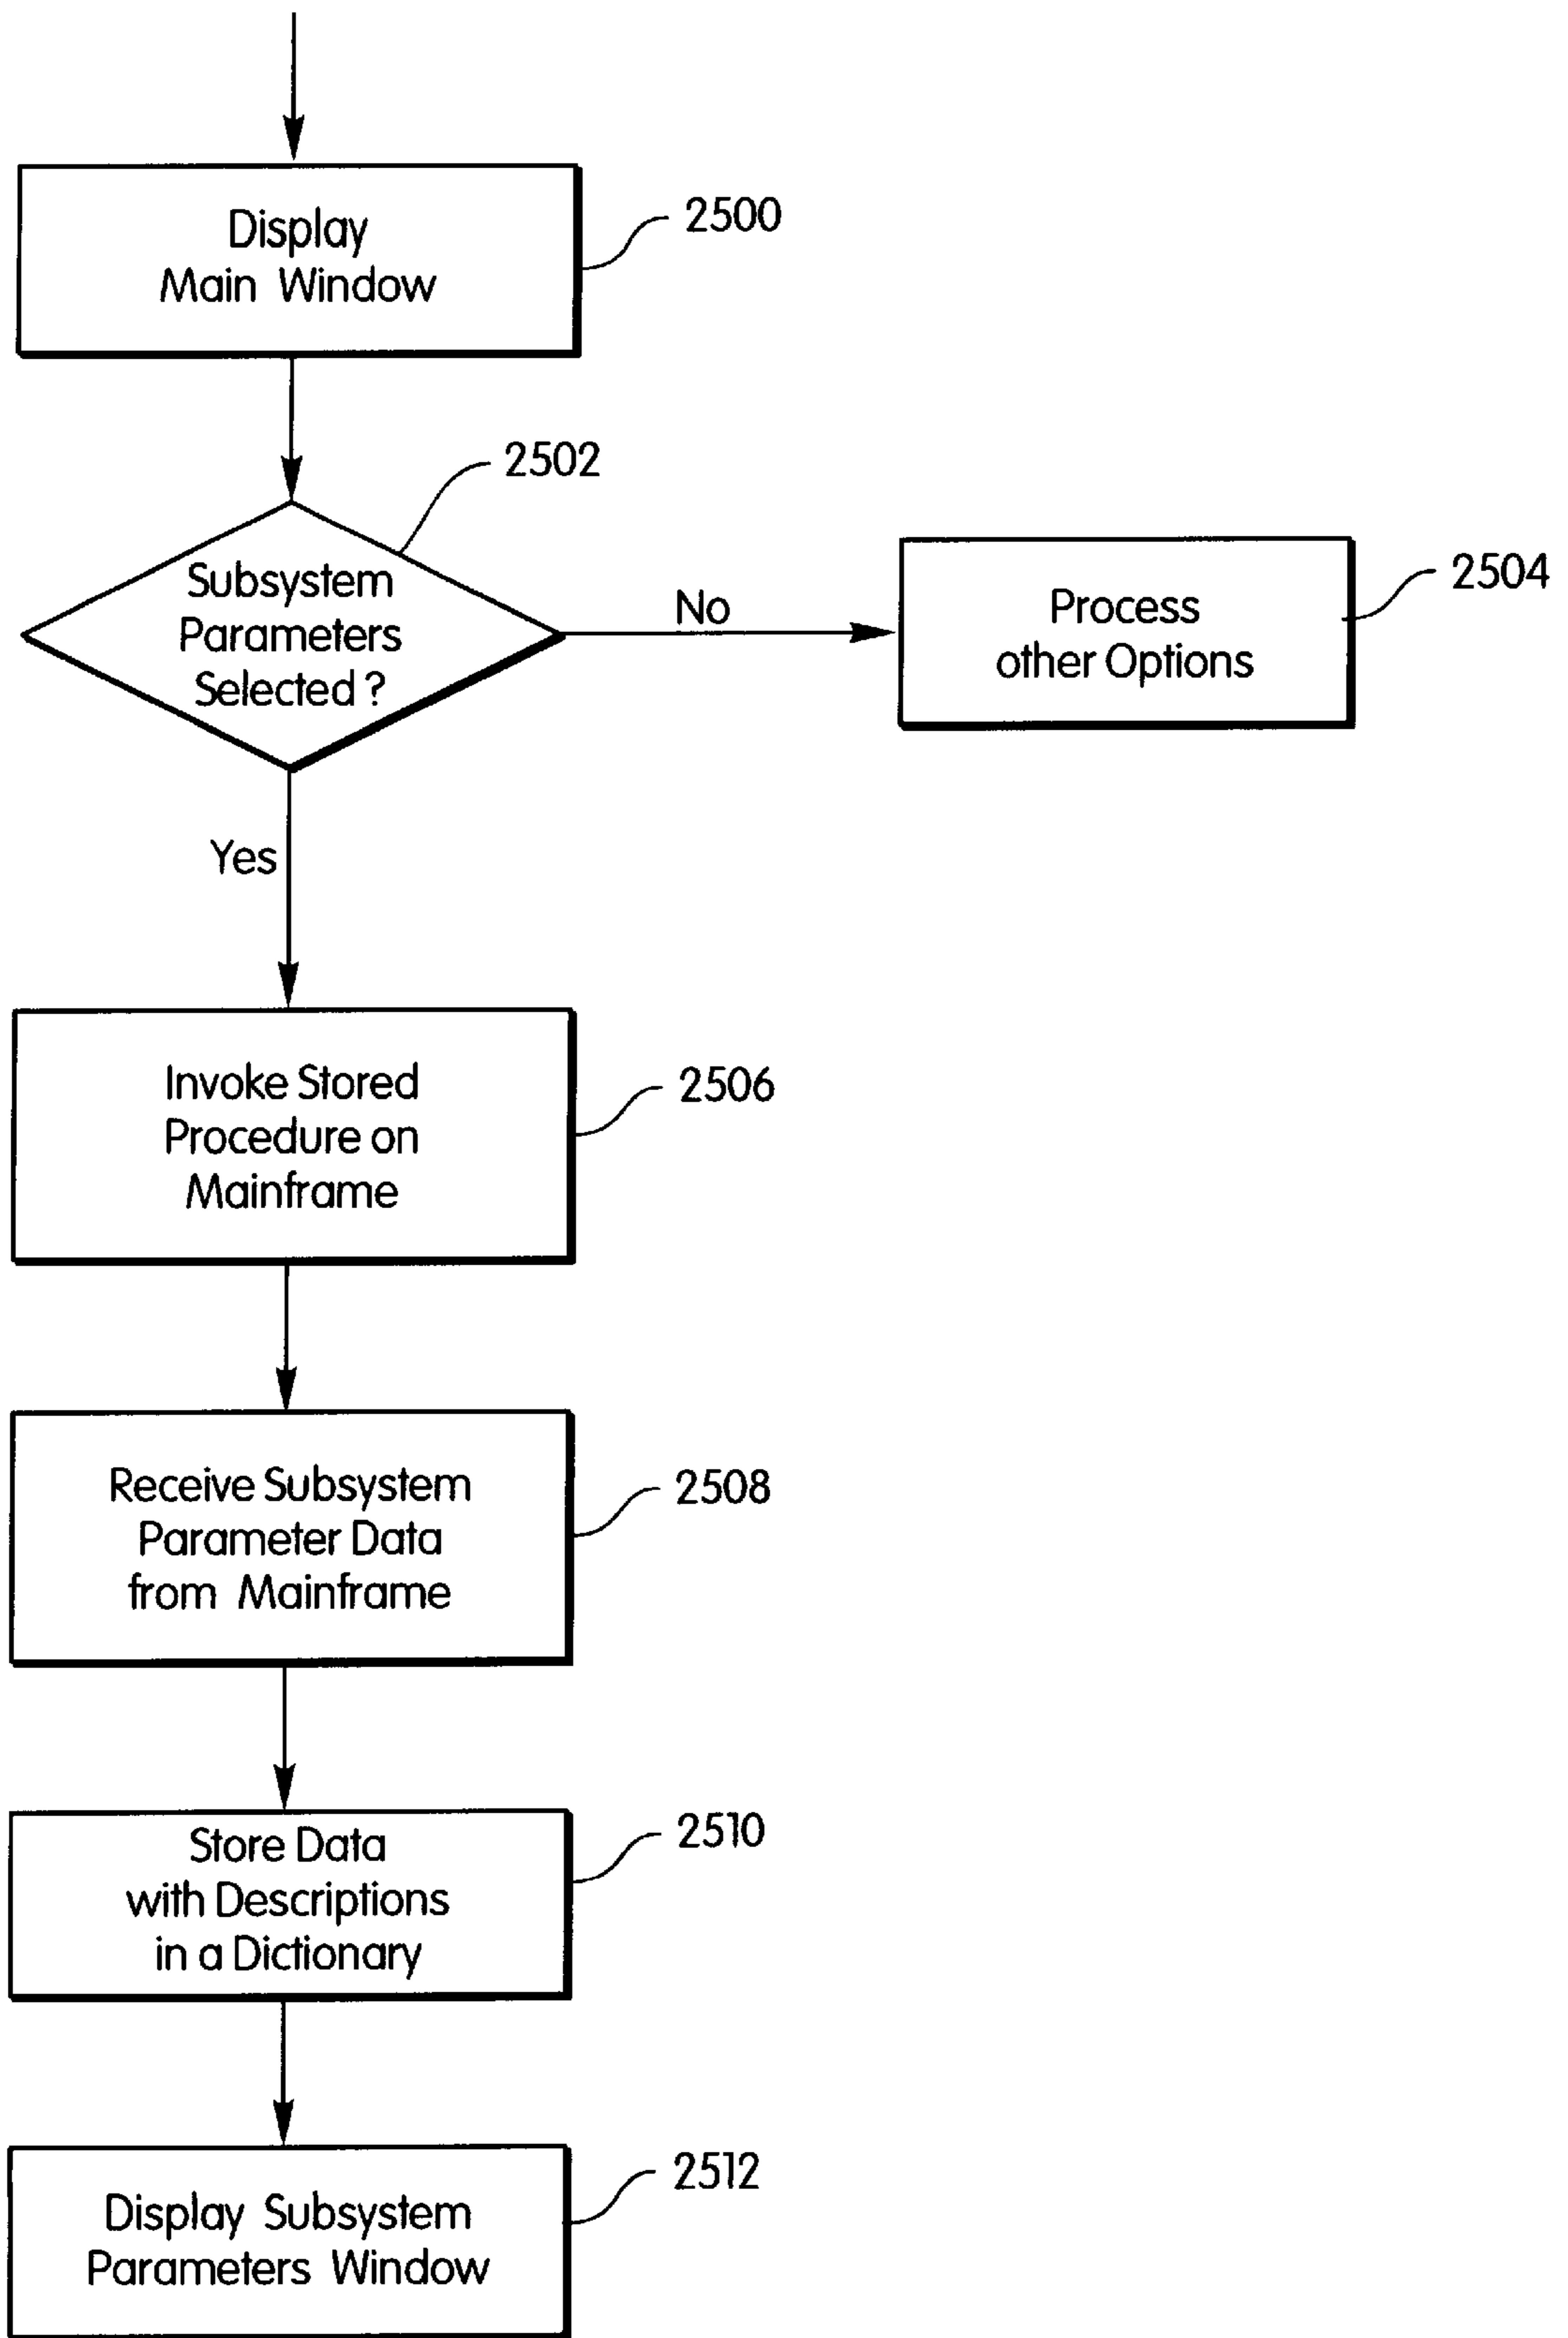 Display
Main Window
2500
2502
Subsystem
Parameters
Selected?
No
Process
other Options
2504
Yes
Invoke Stored
Procedure on
Mainframe
2506
Receive Subsystem
Parameter Data
from Mainframe
2508
Store Data
with Descriptions
in a Dictionary
2510
Display Subsystem
Parameters Window
2512